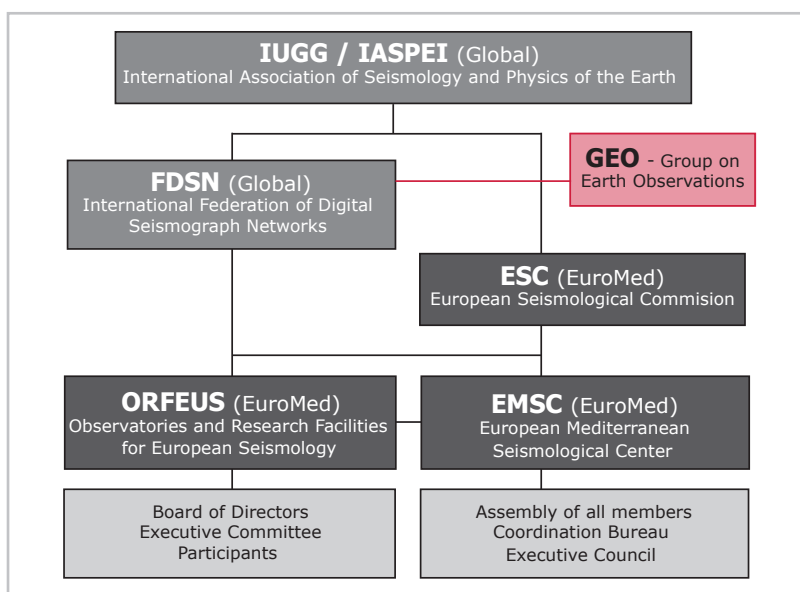 IUGG / IASPEI (Global)
International Association of Seismology and Physics of the Earth
GEO - Group on
Earth Observations
FDSN (Global)
International Federation of Digital
Seismograph Networks
ESC (EuroMed)
European Seismological Commision
ORFEUS (EuroMed)
Observatories and Research Facilities
for European Seismology
EMSC (EuroMed)
European Mediterranean
Seismological Center
Board of Directors
Executive Committee
Participants
Assembly of all members
Coordination Bureau
Executive Council